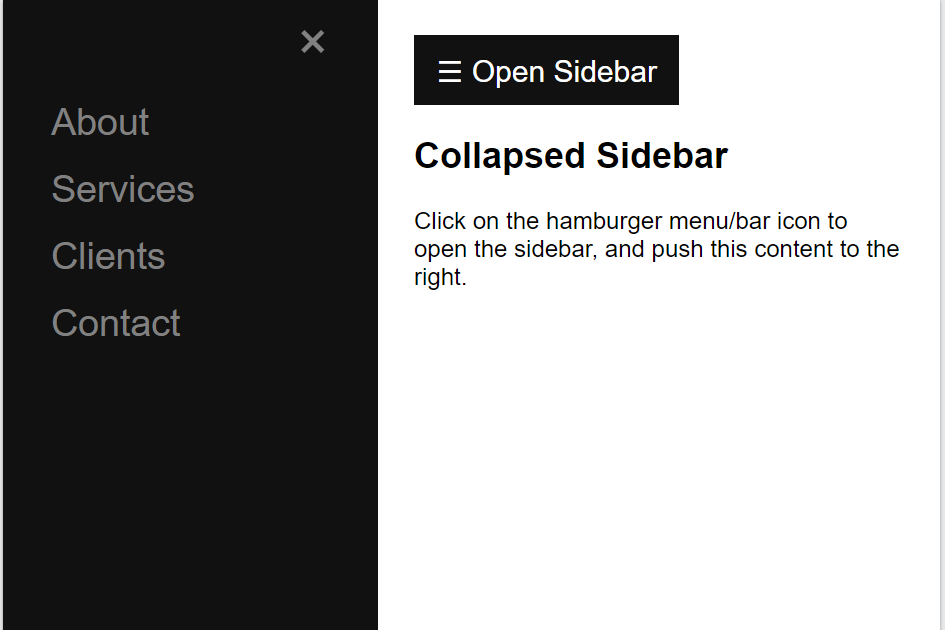 ×
About
Services
Clients
Contact
☰ Open Sidebar
Collapsed Sidebar
Click on the hamburger menu/bar icon to
open the sidebar, and push this content to the
right.